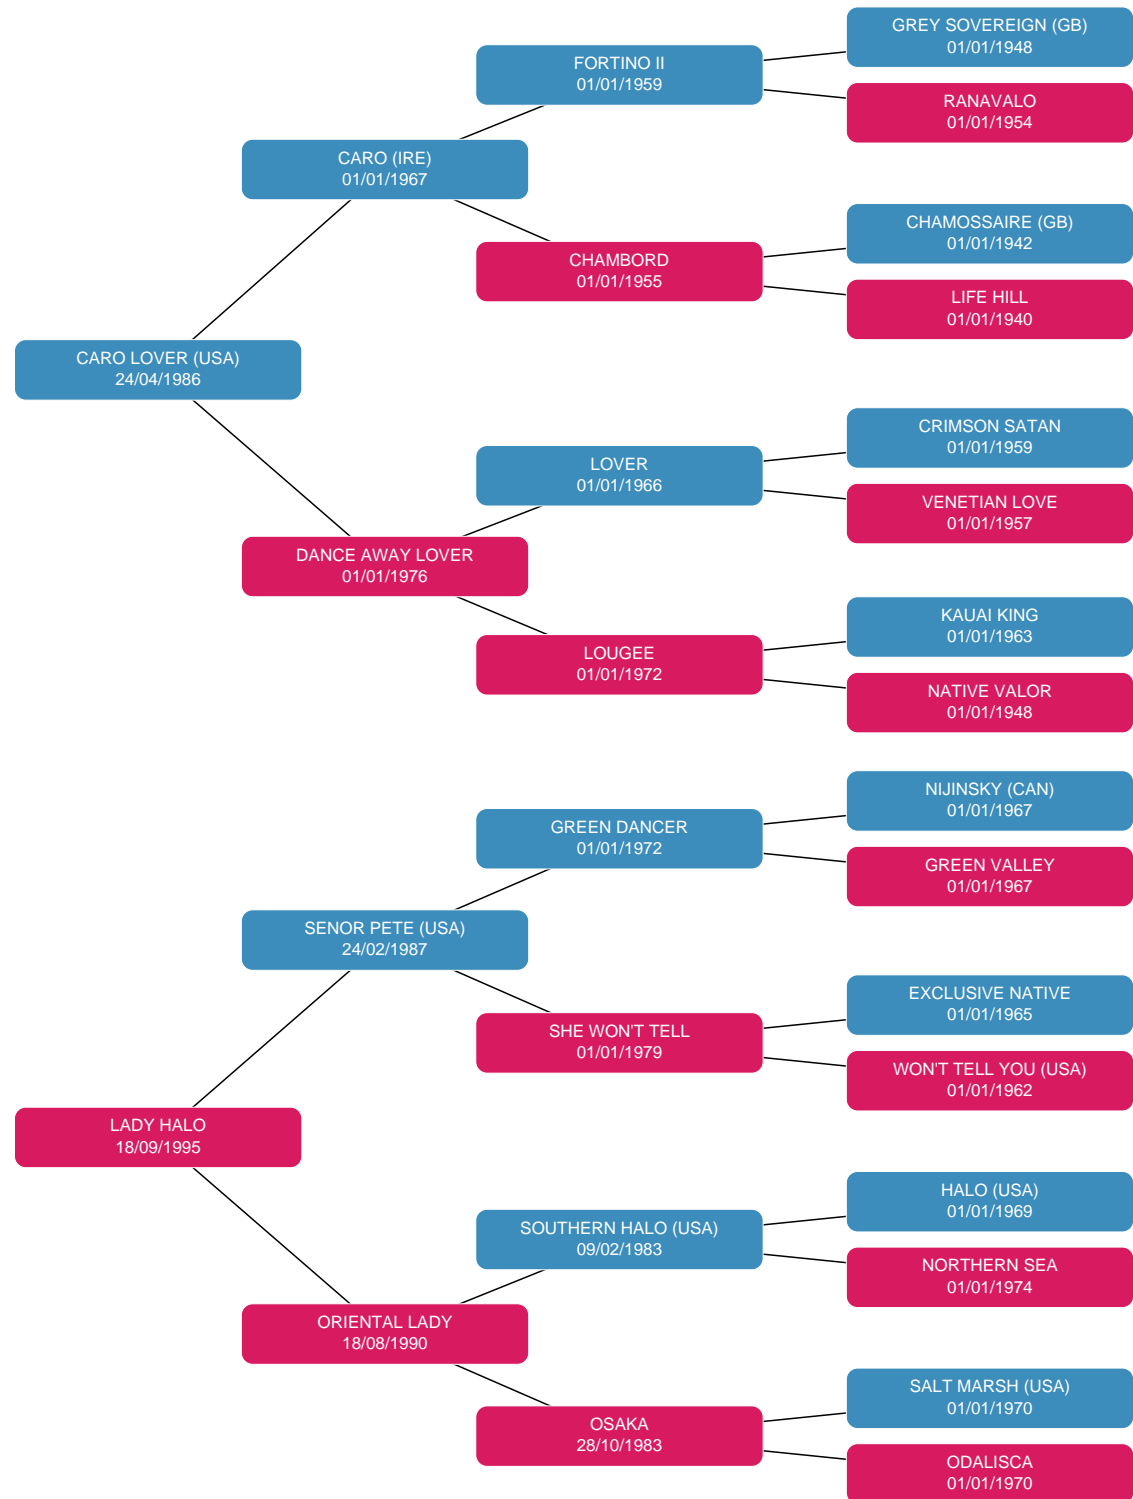 GREY SOVEREIGN (GB)
01/01/1948
FORTINO II
01/01/1959
RANAVALO
01/01/1954
CARO (IRE)
01/01/1967
CHAMOSSAIRE (GB)
01/01/1942
CHAMBORD
01/01/1955
LIFE HILL
01/01/1940
CARO LOVER (USA)
24/04/1986
CRIMSON SATAN
01/01/1959
LOVER
01/01/1966
VENETIAN LOVE
01/01/1957
DANCE AWAY LOVER
01/01/1976
KAUAI KING
01/01/1963
LOUGEE
01/01/1972
NATIVE VALOR
01/01/1948
NIJINSKY (CAN)
01/01/1967
GREEN DANCER
01/01/1972
GREEN VALLEY
01/01/1967
SENOR PETE (USA)
24/02/1987
EXCLUSIVE NATIVE
01/01/1965
SHE WON'T TELL
01/01/1979
WON'T TELL YOU (USA)
01/01/1962
LADY HALO
18/09/1995
HALO (USA)
01/01/1969
SOUTHERN HALO (USA)
09/02/1983
NORTHERN SEA
01/01/1974
ORIENTAL LADY
18/08/1990
SALT MARSH (USA)
01/01/1970
OSAKA
28/10/1983
ODALISCA
01/01/1970